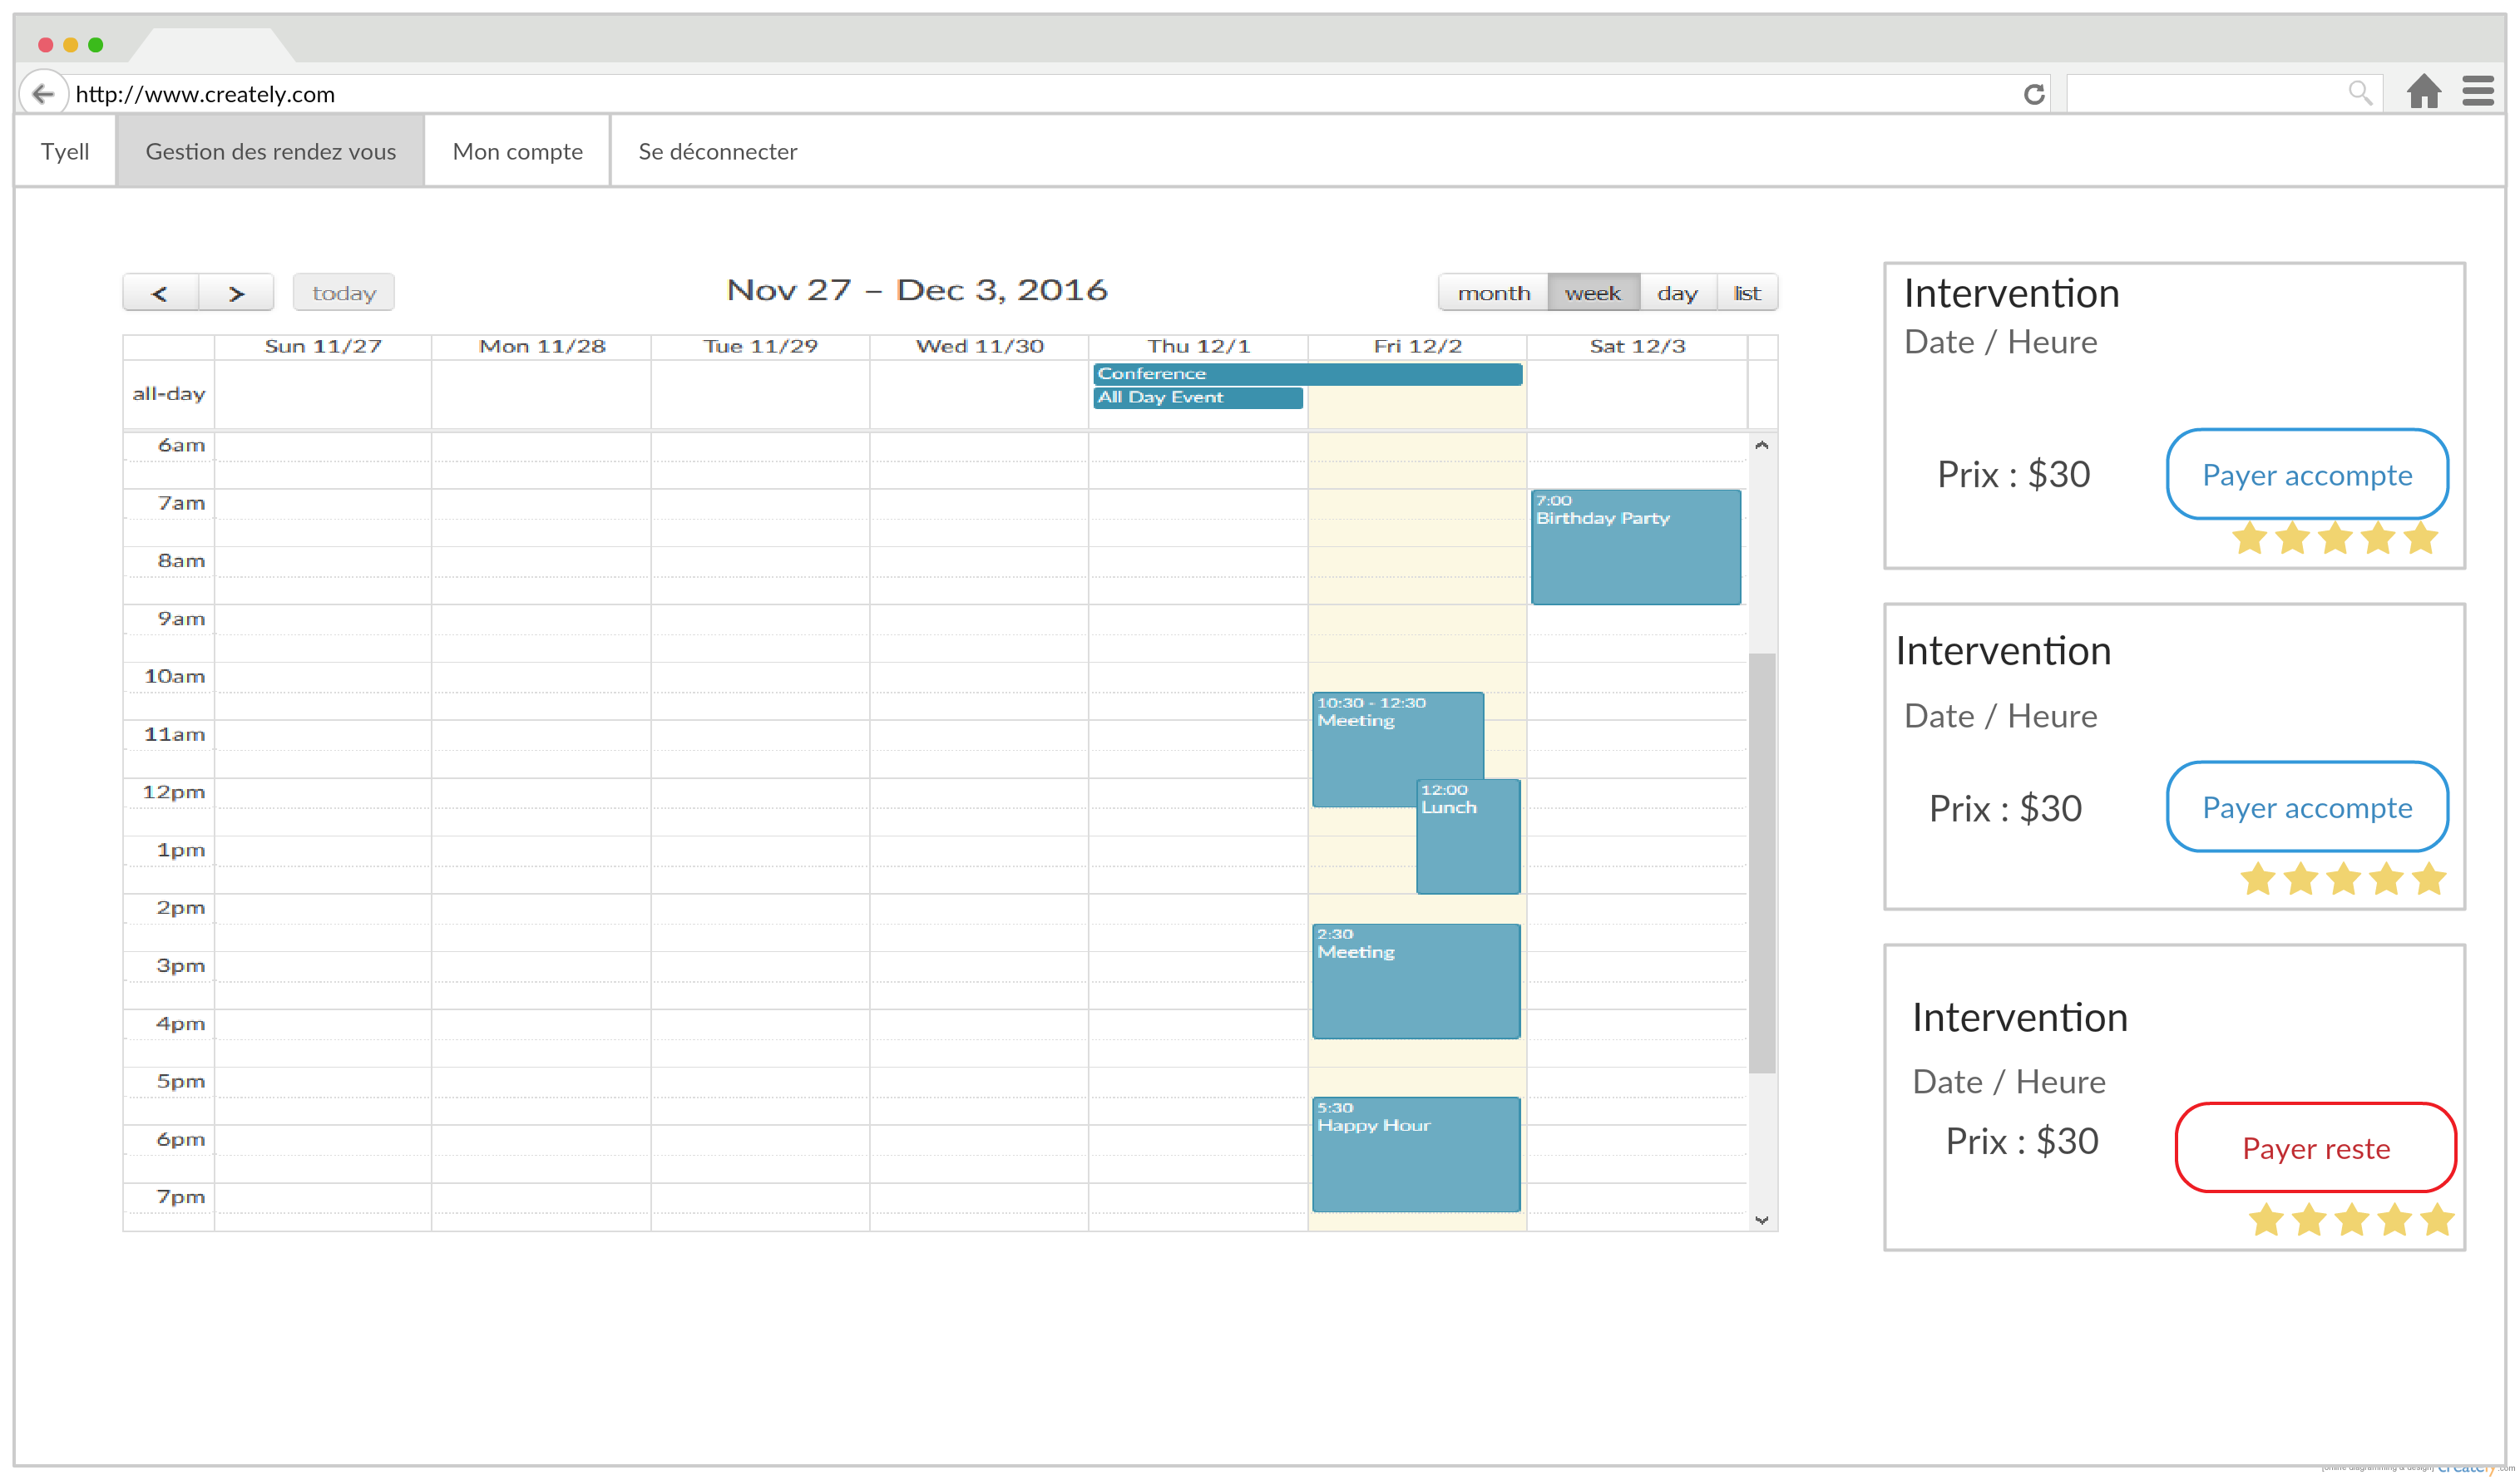 http://www.creately.com
Tyell
Gestion des rendez vous
Mon compte
Se déconnecter
< > today
Nov 27 – Dec 3, 2016
month week day list
Sun 11/27 Mon 11/28 Tue 11/29 Wed 11/30 Thu 12/1 Fri 12/2 Sat 12/3
all-day
Conference
All Day Event
6am
7am
8am
9am
10am
11am
12pm
1pm
2pm
3pm
4pm
5pm
6pm
7pm
7:00
Birthday Party
10:30 - 12:30
Meeting
12:00
Lunch
2:30
Meeting
5:30
Happy Hour
Intervention
Date / Heure
Prix : $30
Payer accompte
Intervention
Date / Heure
Prix : $30
Payer accompte
Intervention
Date / Heure
Prix : $30
Payer reste
[online diagramming & design] creately.com